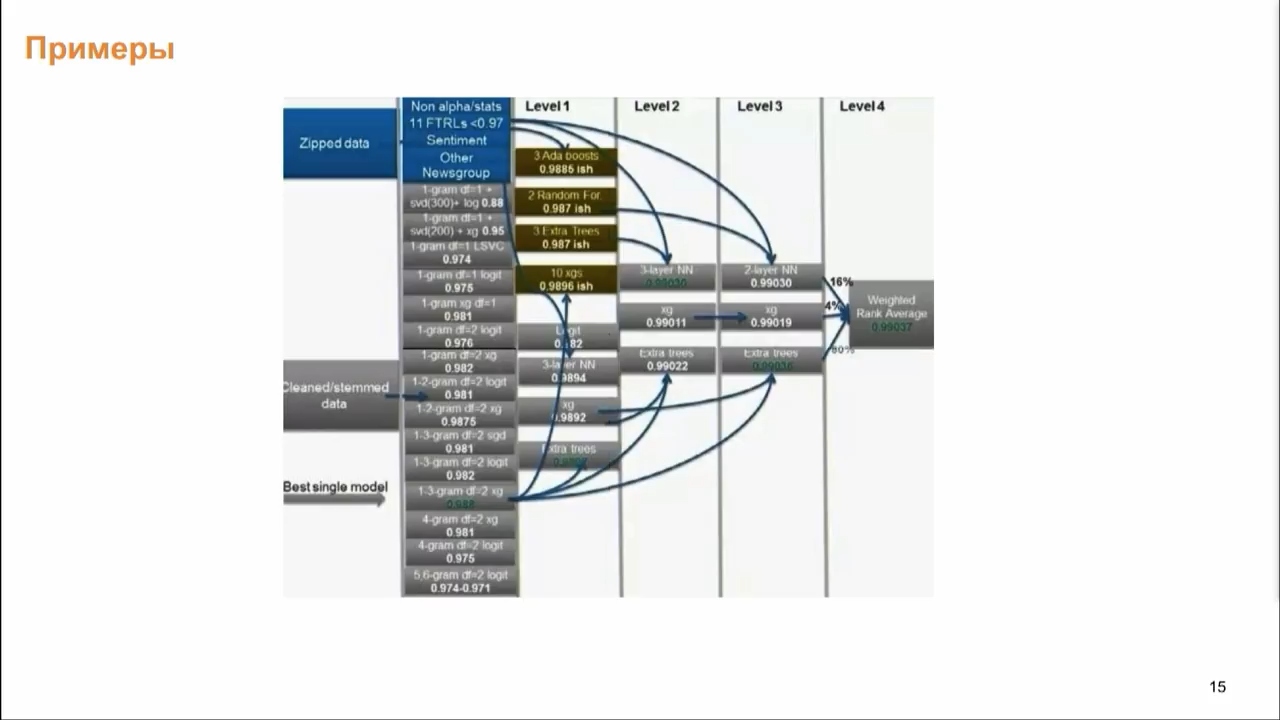 Примеры
Zipped data
Cleaned/stemmed
data
Best single model
Non alpha/stats
11 FTRLs <0.97
Sentiment
Other
Newsgroup
1-gram df=1 +
svd(300)+ log 0.88
1-gram df=1 +
svd(200) + xg 0.95
1-gram df=1 LSVC
0.974
1-gram df=1 logit
0.975
1-gram xg df=1
0.981
1-gram df=2 logit
0.976
1-gram df=2 xg
0.982
1-2-gram df=2 logit
0.981
1-2-gram df=2 xg
0.9875
1-3-gram df=2 sgd
0.981
1-3-gram df=2 logit
0.982
1-3-gram df=2 xg
0.988
4-gram df=2 xg
0.981
4-gram df=2 logit
0.975
5,6-gram df=2 logit
0.974-0.971
Level 1
3 Ada boosts
0.9885 ish
2 Random For.
0.987 ish
3 Extra Trees
0.987 ish
10 xgs
0.9896 ish
Logit
3-layer NN
0.9894
xg
0.9892
Extra trees
Level 2
3-layer NN
xg
0.99011
Extra trees
0.99022
Level 3
2-layer NN
0.99030
xg
0.99019
Extra trees
16%
4%
80%
Level 4
Weighted
Rank Average
0.99037
15